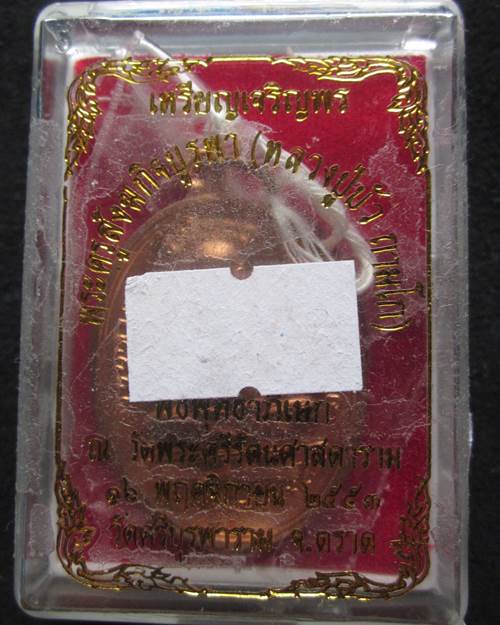 เหรียญเจริญพร
พระครูสังฆกิจบูรพา (หลวงปู่บัว ถามโก)
พิธีพุทธาภิเษก
ณ วัดพระศรีรัตนศาสดาราม
๑๖ พฤศจิกายน ๒๕๕๓
วัดศรีบุรพาราม จ.ตราด